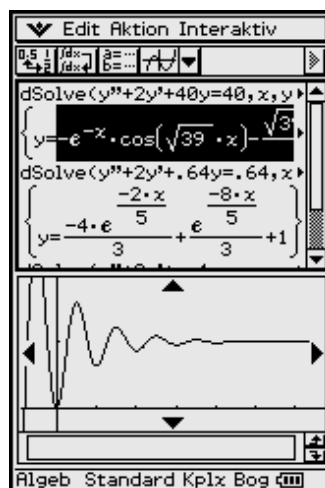 Edit Aktion Interaktiv
dSolve(y''+2y'+40y=40,x,y
y=-e^-x·cos(√39·x)-√3
dSolve(y''+2y'+.64y=.64,x
y=-4·e^(-2·x/5)/3+e^(-8·x/5)/3+1
Algeb Standard Kplx Bog